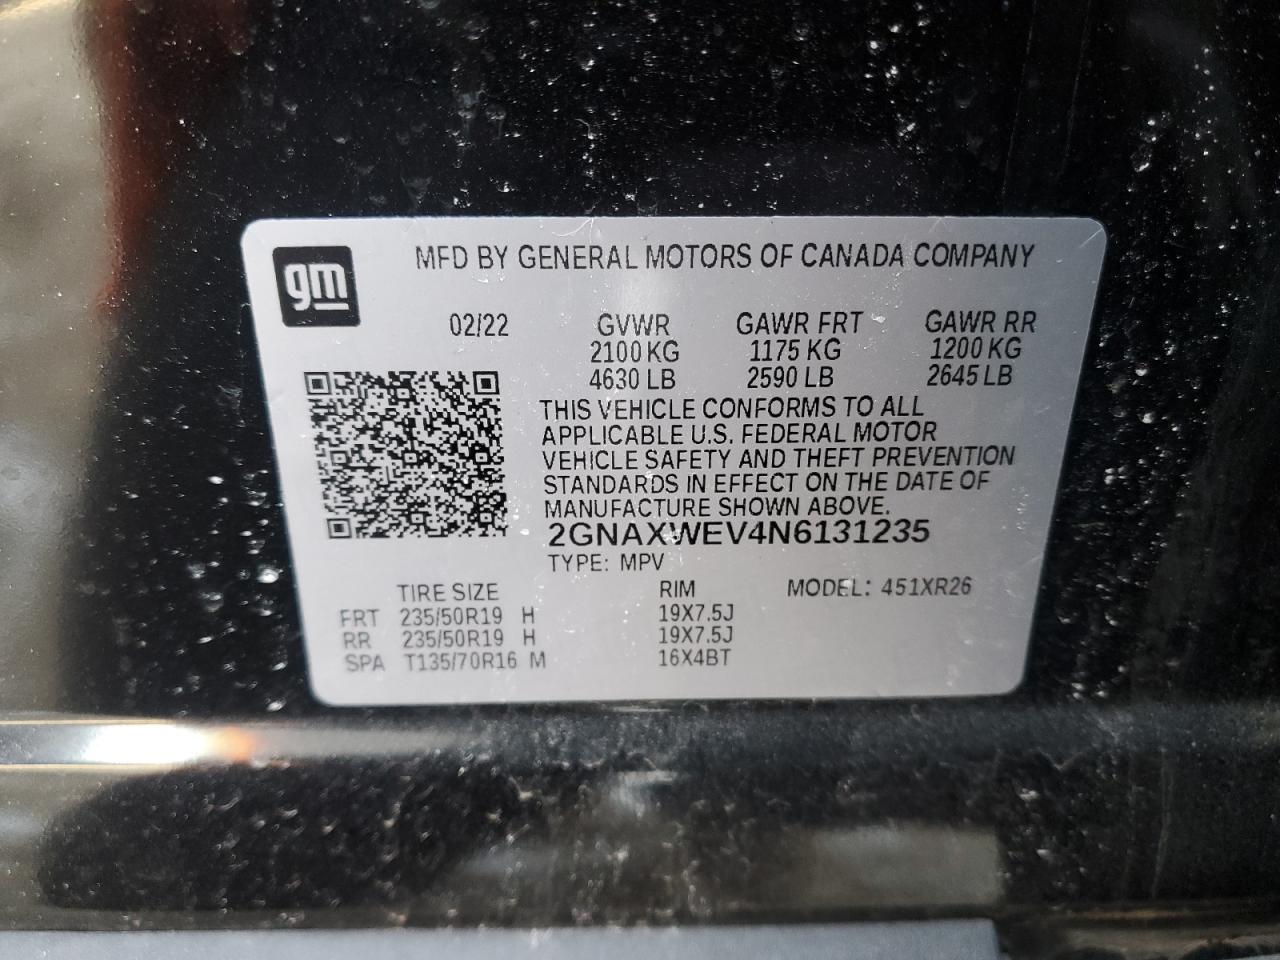 gm
MFD BY GENERAL MOTORS OF CANADA COMPANY
02/22 GVWR GAWR FRT GAWR RR
2100 KG 1175 KG 1200 KG
4630 LB 2590 LB 2645 LB
THIS VEHICLE CONFORMS TO ALL
APPLICABLE U.S. FEDERAL MOTOR
VEHICLE SAFETY AND THEFT PREVENTION
STANDARDS IN EFFECT ON THE DATE OF
MANUFACTURE SHOWN ABOVE.
2GNAXWEV4N6131235
TYPE: MPV
TIRE SIZE RIM MODEL: 451XR26
FRT 235/50R19 H 19X7.5J
RR 235/50R19 H 19X7.5J
SPA T135/70R16 M 16X4BT